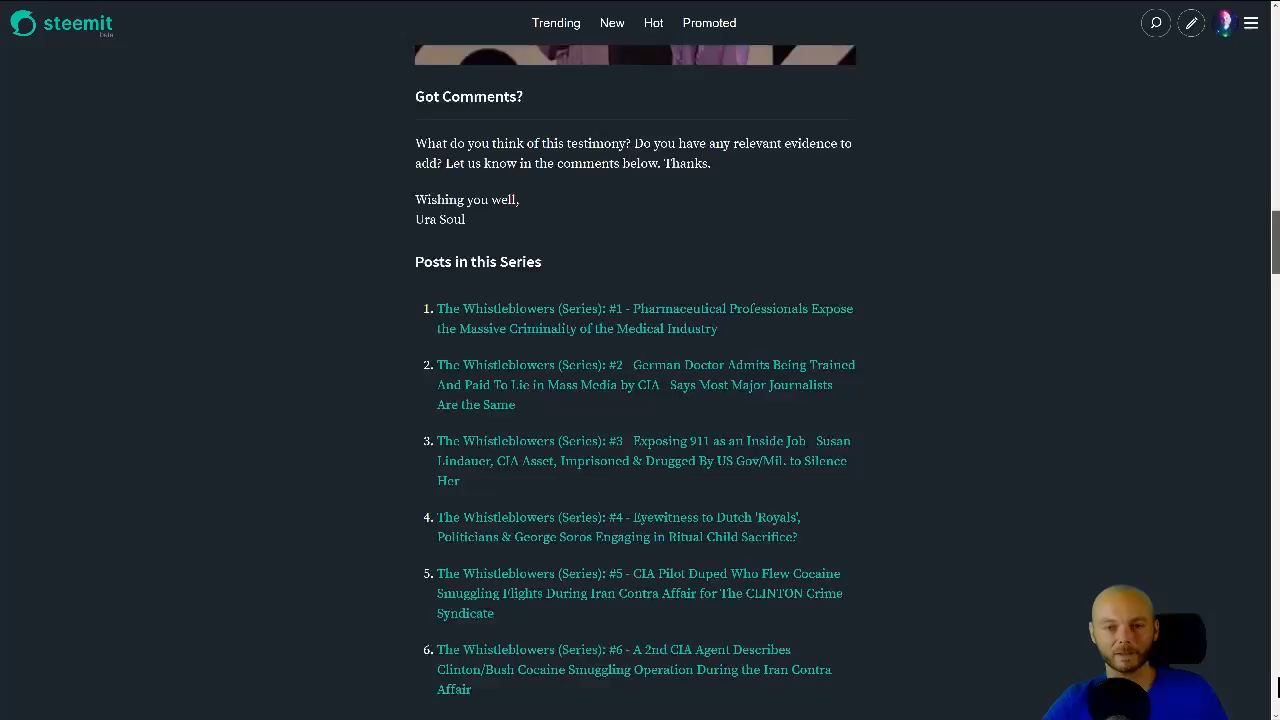 steemit
beta
Trending New Hot Promoted
Got Comments?
What do you think of this testimony? Do you have any relevant evidence to
add? Let us know in the comments below. Thanks.
Wishing you well,
Ura Soul
Posts in this Series
1. The Whistleblowers (Series): #1 - Pharmaceutical Professionals Expose
the Massive Criminality of the Medical Industry
2. The Whistleblowers (Series): #2 German Doctor Admits Being Trained
And Paid To Lie in Mass Media by CIA Says Most Major Journalists
Are the Same
3. The Whistleblowers (Series): #3 Exposing 911 as an Inside Job Susan
Lindauer, CIA Asset, Imprisoned & Drugged By US Gov/Mil. to Silence
Her
4. The Whistleblowers (Series): #4 - Eyewitness to Dutch 'Royals',
Politicians & George Soros Engaging in Ritual Child Sacrifice?
5. The Whistleblowers (Series): #5 - CIA Pilot Duped Who Flew Cocaine
Smuggling Flights During Iran Contra Affair for The CLINTON Crime
Syndicate
6. The Whistleblowers (Series): #6 - A 2nd CIA Agent Describes
Clinton/Bush Cocaine Smuggling Operation During the Iran Contra
Affair